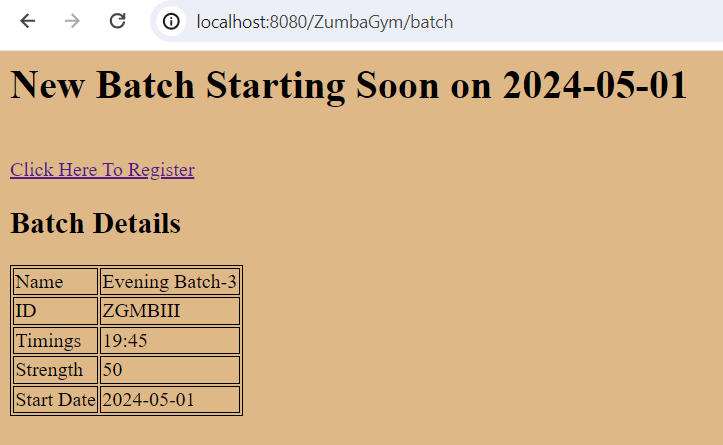 localhost:8080/ZumbaGym/batch
New Batch Starting Soon on 2024-05-01
Click Here To Register
Batch Details
Name Evening Batch-3
ID ZGMBIII
Timings 19:45
Strength 50
Start Date 2024-05-01